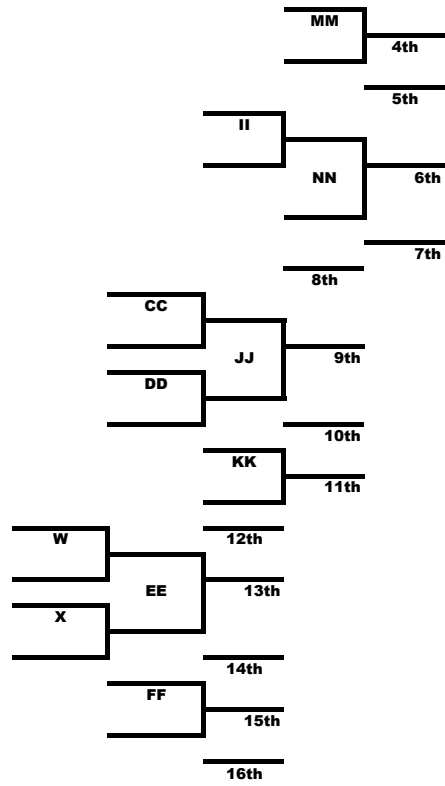 MM
4th
5th
II
NN
6th
7th
8th
CC
JJ
9th
DD
10th
KK
11th
W
12th
EE
13th
X
14th
FF
15th
16th